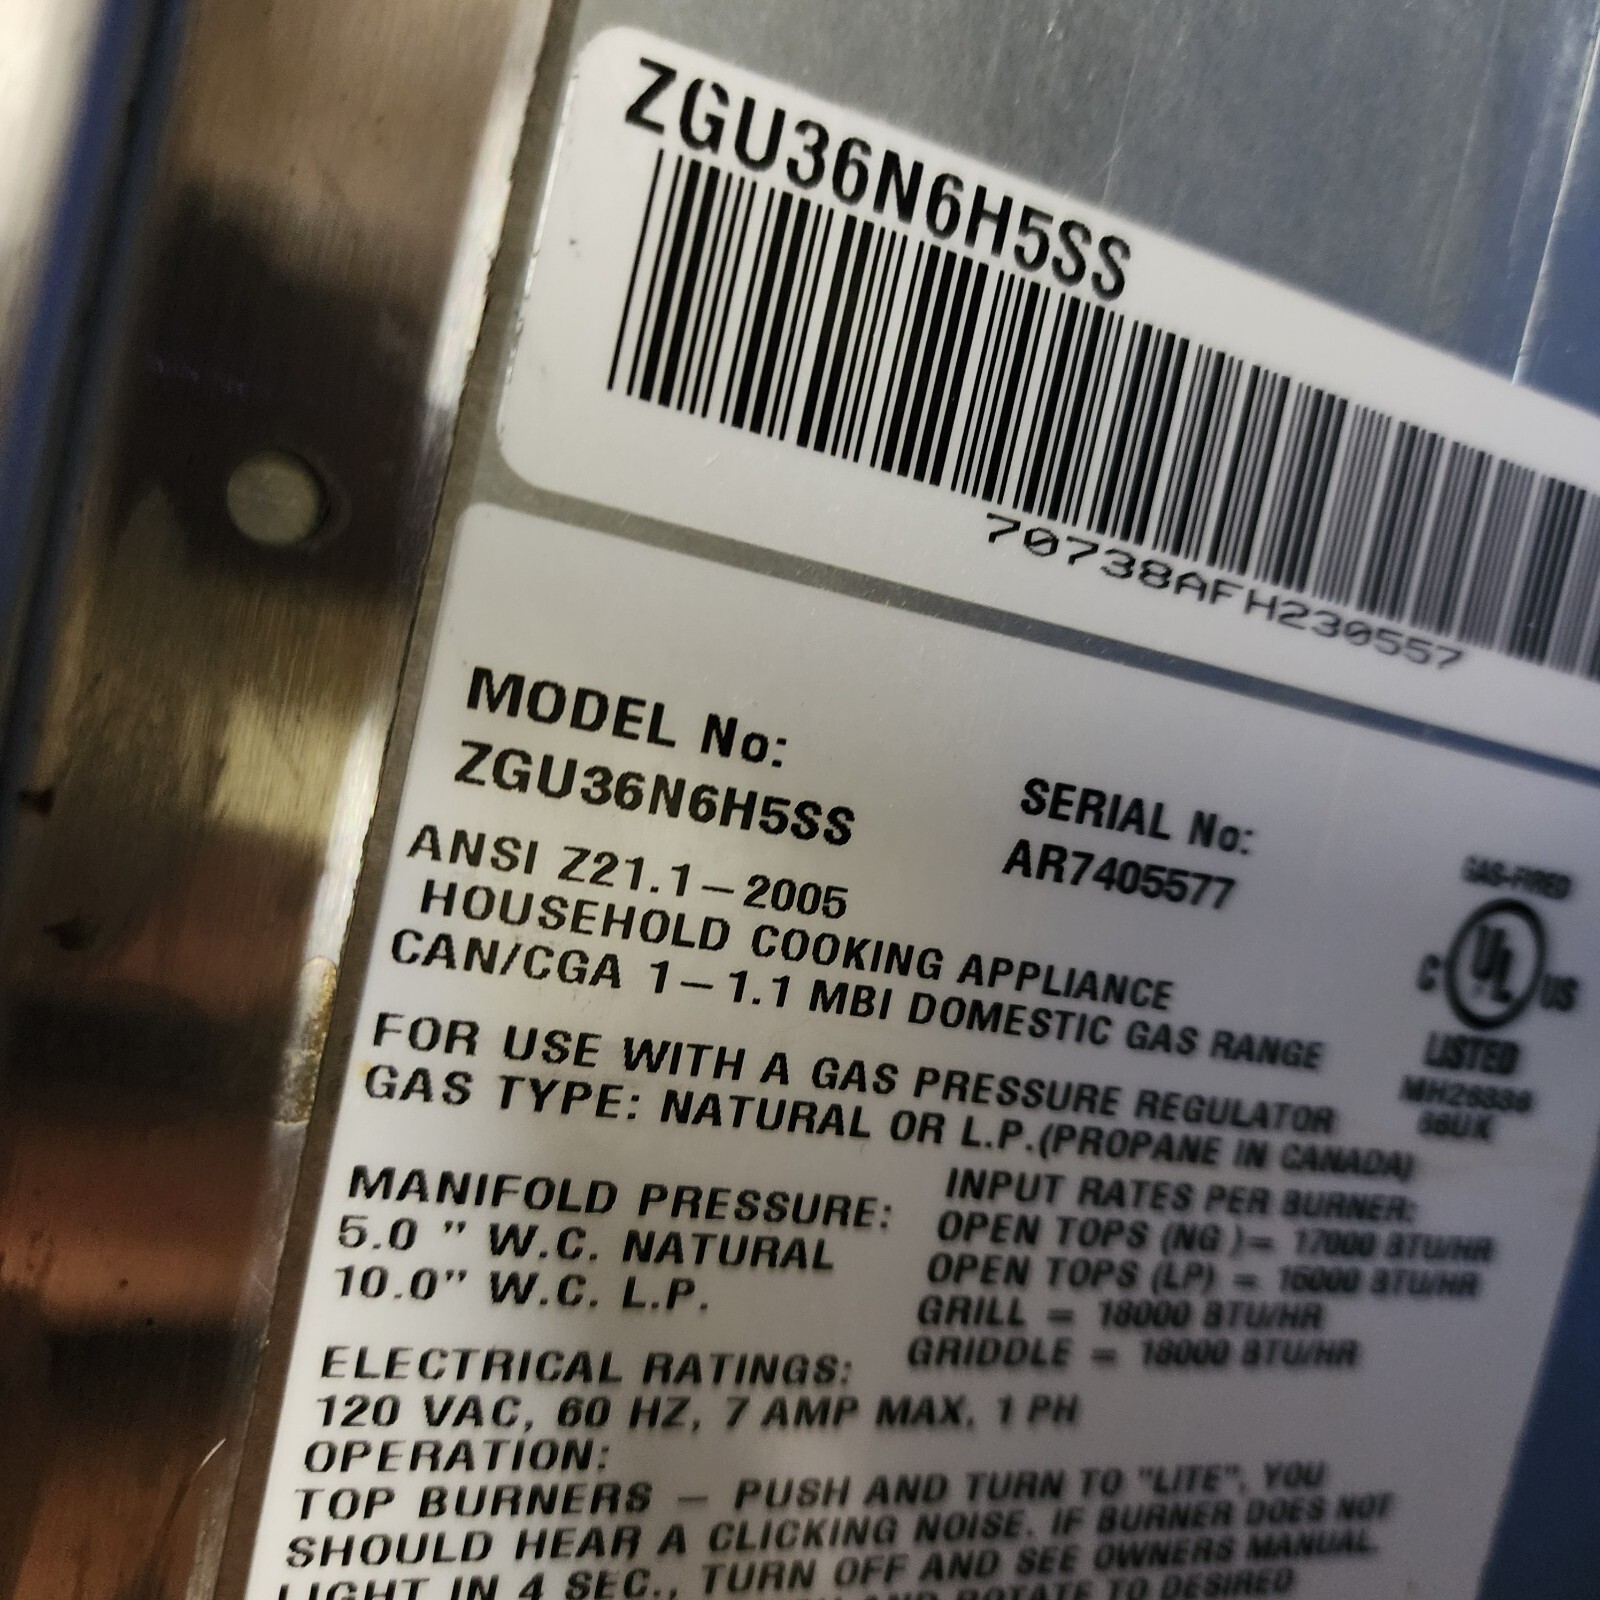 ZGU36N6H5SS
70738AFH230557
MODEL No:
ZGU36N6H5SS
SERIAL No:
AR7405577
ANSI Z21.1–2005
HOUSEHOLD COOKING APPLIANCE
CAN/CGA 1–1.1 MBI DOMESTIC GAS RANGE
GAS-FIRED
C UL US
LISTED
FOR USE WITH A GAS PRESSURE REGULATOR
GAS TYPE: NATURAL OR L.P.(PROPANE IN CANADA)
MANIFOLD PRESSURE:
5.0 " W.C. NATURAL
10.0" W.C. L.P.
INPUT RATES PER BURNER:
OPEN TOPS (NG )= 17000 BTU/HR
OPEN TOPS (LP) = BTU/HR
GRILL = 18000 BTU/HR
GRIDDLE = 18000 BTU/HR
ELECTRICAL RATINGS:
120 VAC, 60 HZ, 7 AMP MAX, 1 PH
OPERATION:
TOP BURNERS – PUSH AND TURN TO "LITE", YOU
SHOULD HEAR A CLICKING NOISE. IF BURNER DOES NOT
LIGHT IN 4 SEC., TURN OFF AND SEE OWNERS MANUAL.
AND ROTATE TO DESIRED